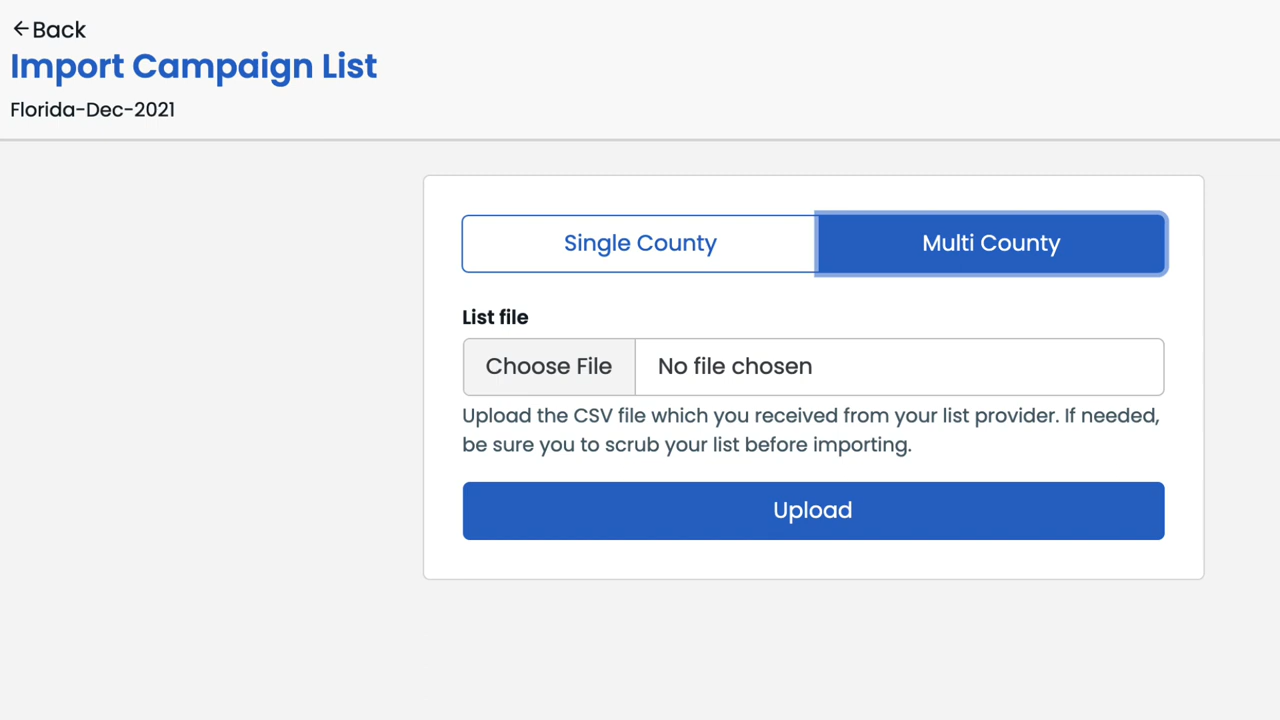 ←Back
Import Campaign List
Florida-Dec-2021
Single County
Multi County
List file
Choose File
No file chosen
Upload the CSV file which you received from your list provider. If needed,
be sure you to scrub your list before importing.
Upload